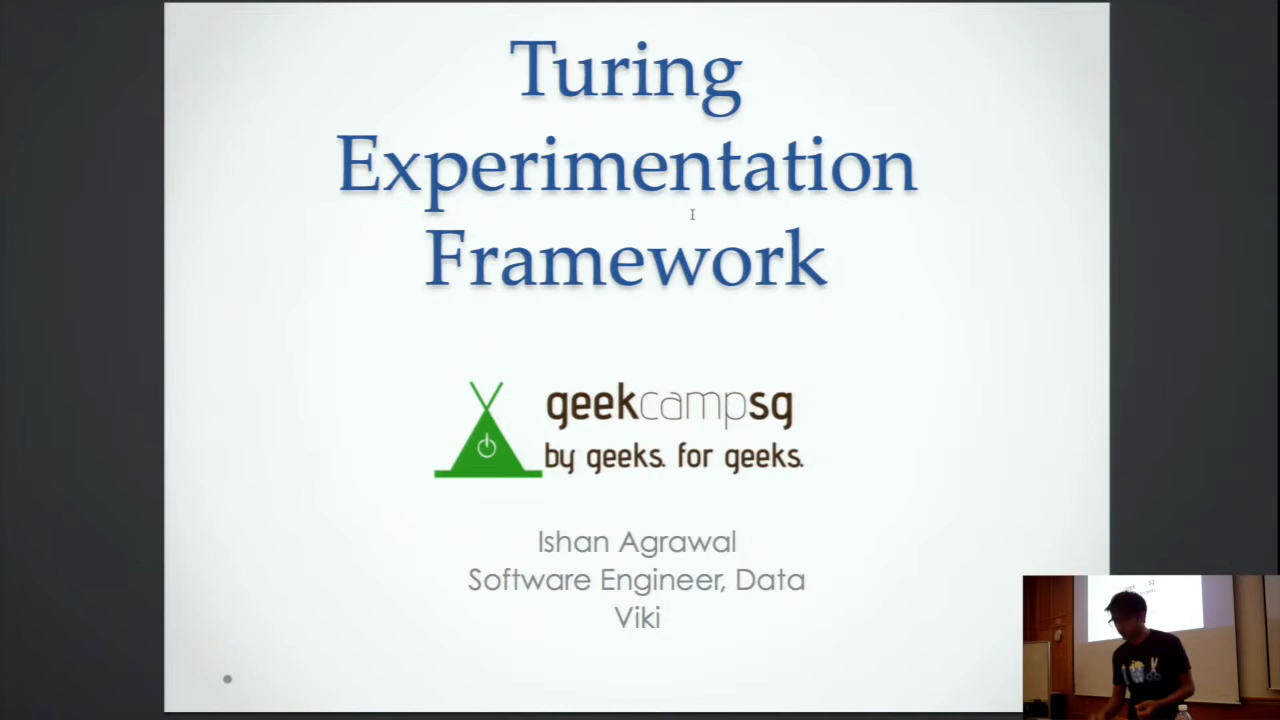 Turing
Experimentation
Framework
geekcampsg
by geeks. for geeks.
Ishan Agrawal
Software Engineer, Data
Viki